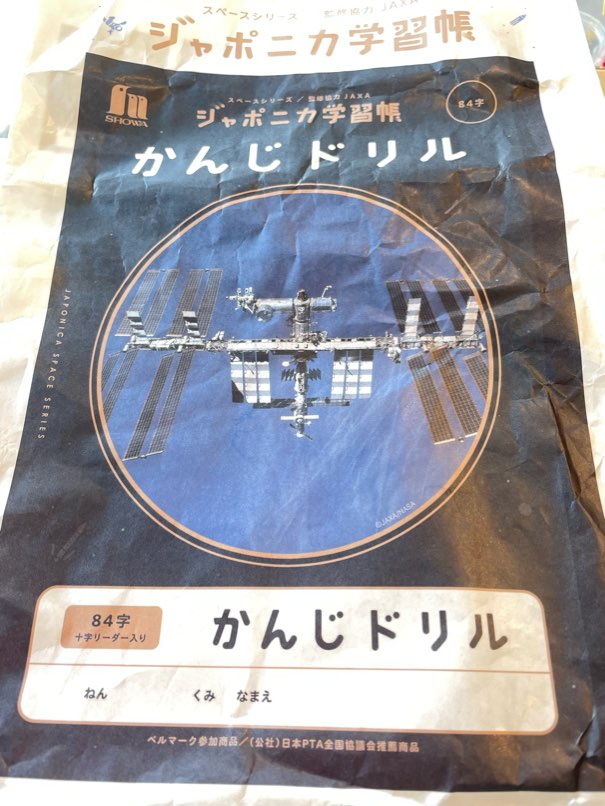 スペースシリーズ 監修協力 JAXA
ジャポニカ学習帳
SHOWA
スペースシリーズ／監修協力JAXA
ジャポニカ学習帳
84字
かんじドリル
JAPONICA SPACE SERIES
©JAXA/NASA
84字
十字リーダー入り
かんじドリル
ねん くみ なまえ
ベルマーク参加商品／(公社)日本PTA全国協議会推薦商品